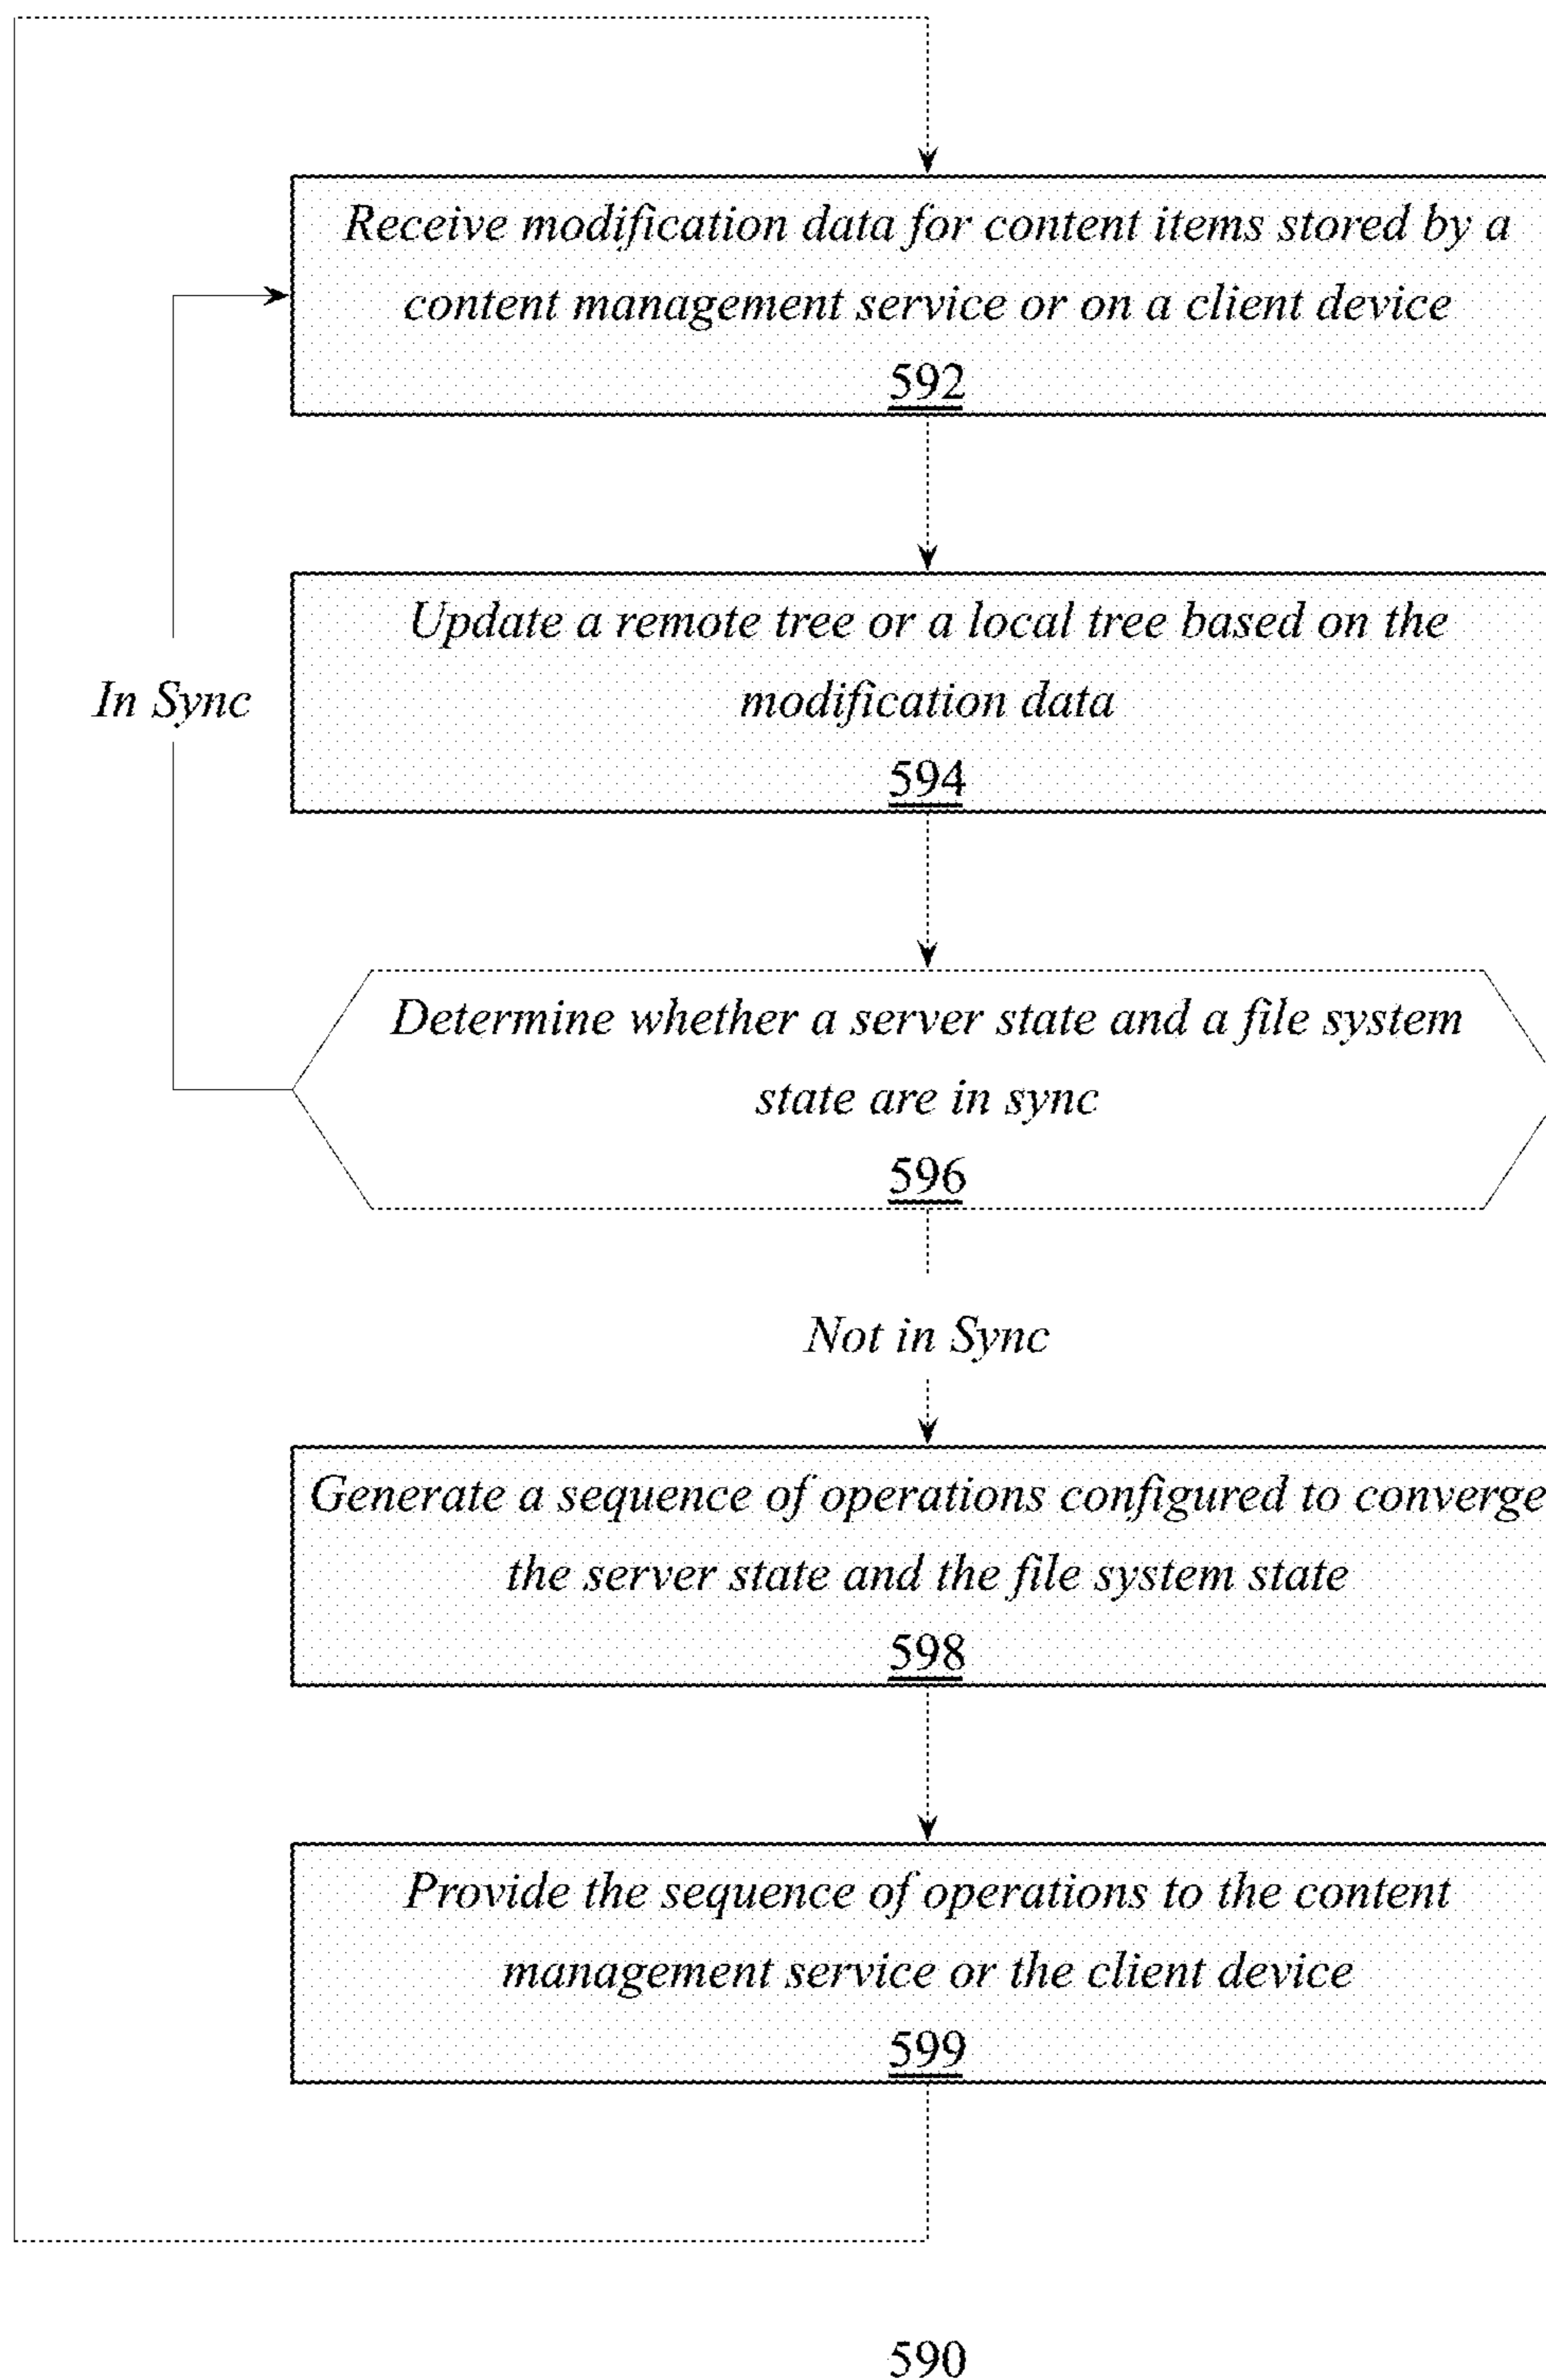 Receive modification data for content items stored by a
content management service or on a client device
592
Update a remote tree or a local tree based on the
modification data
594
In Sync
Determine whether a server state and a file system
state are in sync
596
Not in Sync
Generate a sequence of operations configured to converge
the server state and the file system state
598
Provide the sequence of operations to the content
management service or the client device
599
590